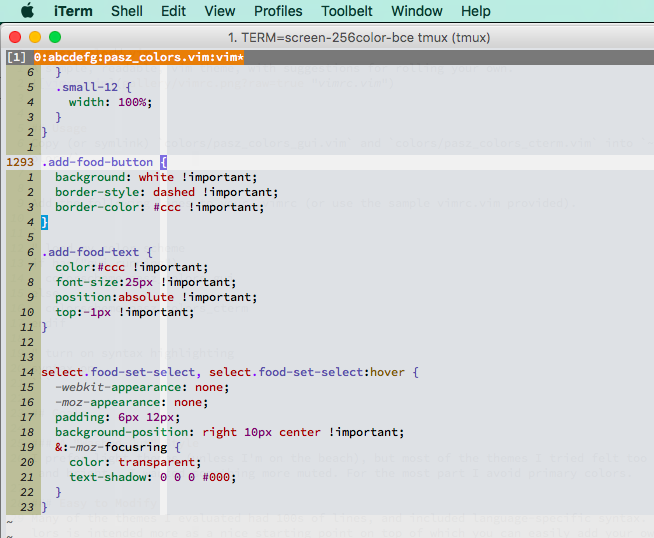 iTerm Shell Edit View Profiles Toolbelt Window Help
1. TERM=screen-256color-bce tmux (tmux)
[1] 0:abcdefg:pasz_colors.vim:vim*
6 }
5 .small-12 {
4 width: 100%;
3 }
2 }
1
1293 .add-food-button {
1 background: white !important;
2 border-style: dashed !important;
3 border-color: #ccc !important;
4 }
5
6 .add-food-text {
7 color:#ccc !important;
8 font-size:25px !important;
9 position:absolute !important;
10 top:-1px !important;
11 }
12
13
14 select.food-set-select, select.food-set-select:hover {
15 -webkit-appearance: none;
16 -moz-appearance: none;
17 padding: 6px 12px;
18 background-position: right 10px center !important;
19 &:-moz-focusring {
20 color: transparent;
21 text-shadow: 0 0 0 #000;
22 }
23 }
~
~